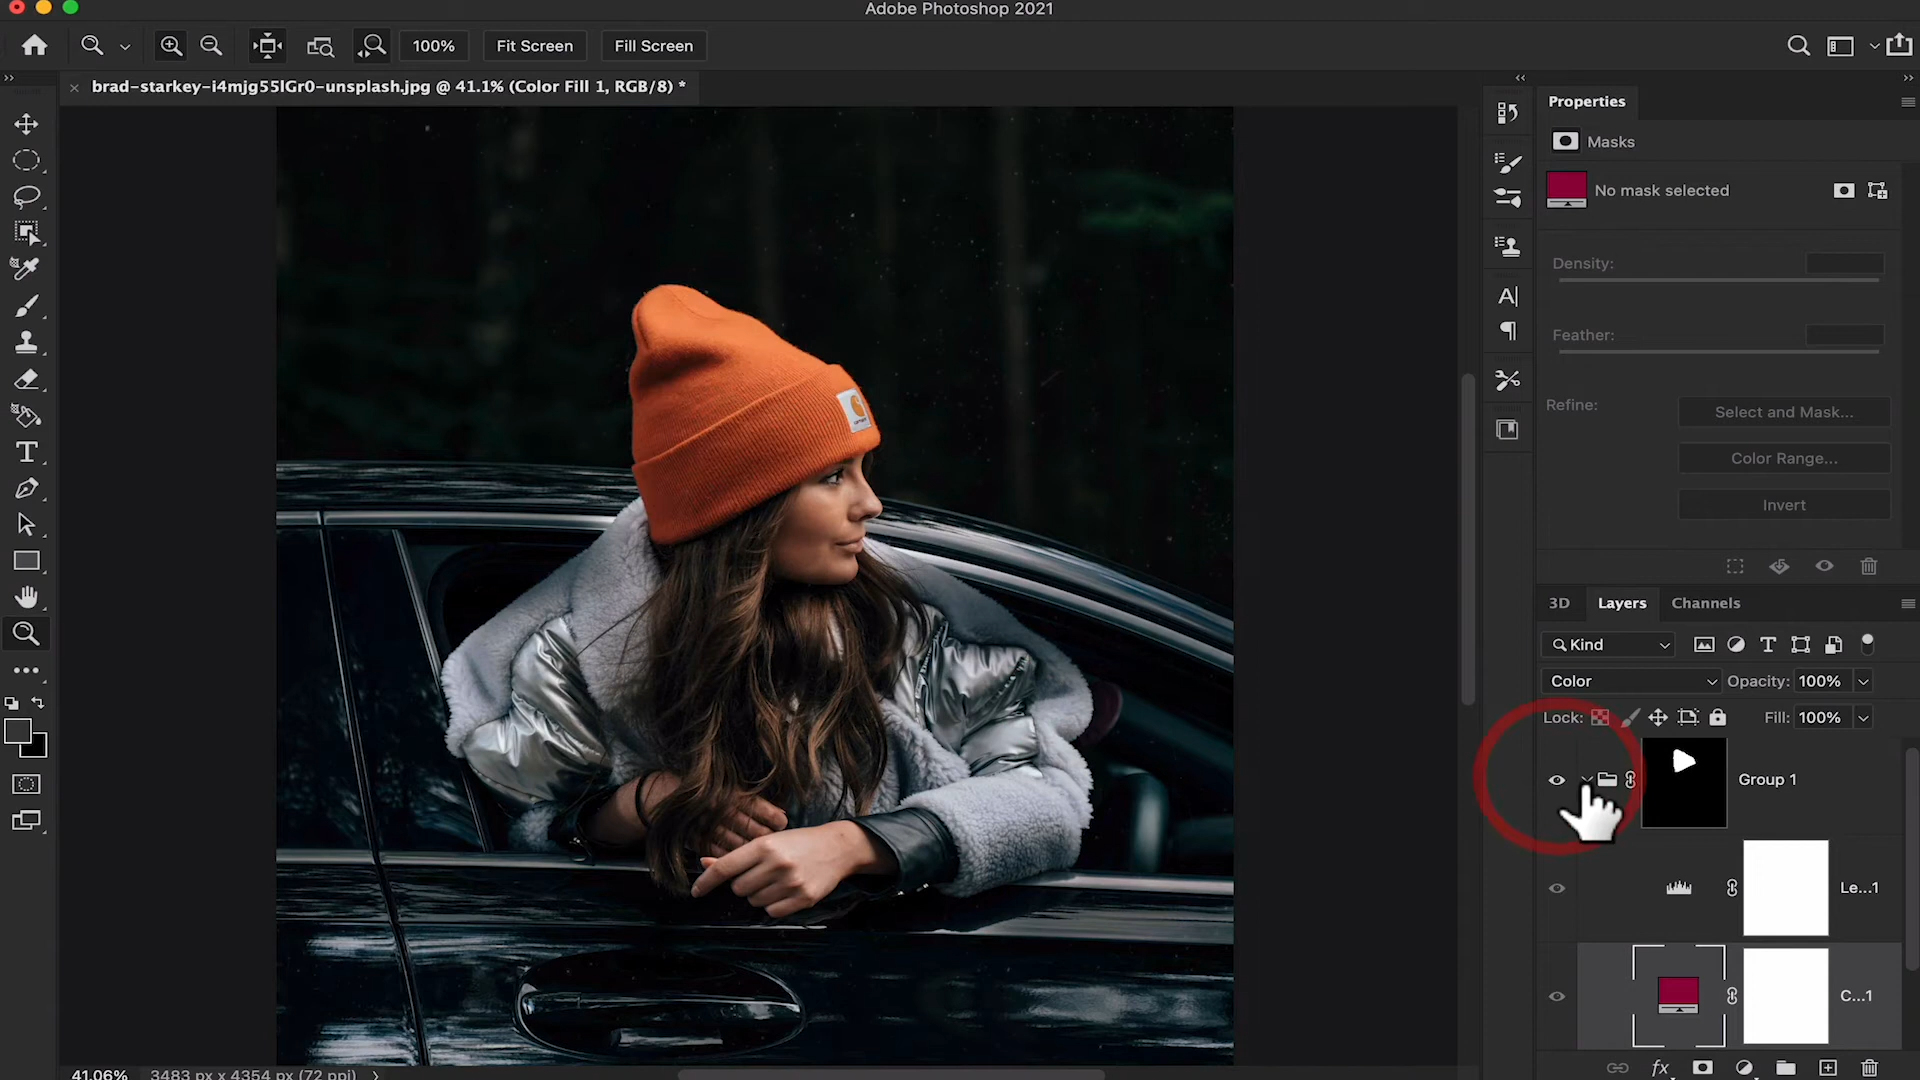 Adobe Photoshop 2021
100%
Fit Screen
Fill Screen
brad-starkey-i4mjg55lGr0-unsplash.jpg @ 41.1% (Color Fill 1, RGB/8) *
Properties
Masks
No mask selected
Density:
Feather:
Refine:
Select and Mask...
Color Range...
Invert
3D
Layers
Channels
Kind
Color
Opacity: 100%
Lock:
Fill: 100%
Group 1
Le...1
C...1
41.06%
3483 px x 4354 px (72 ppi)